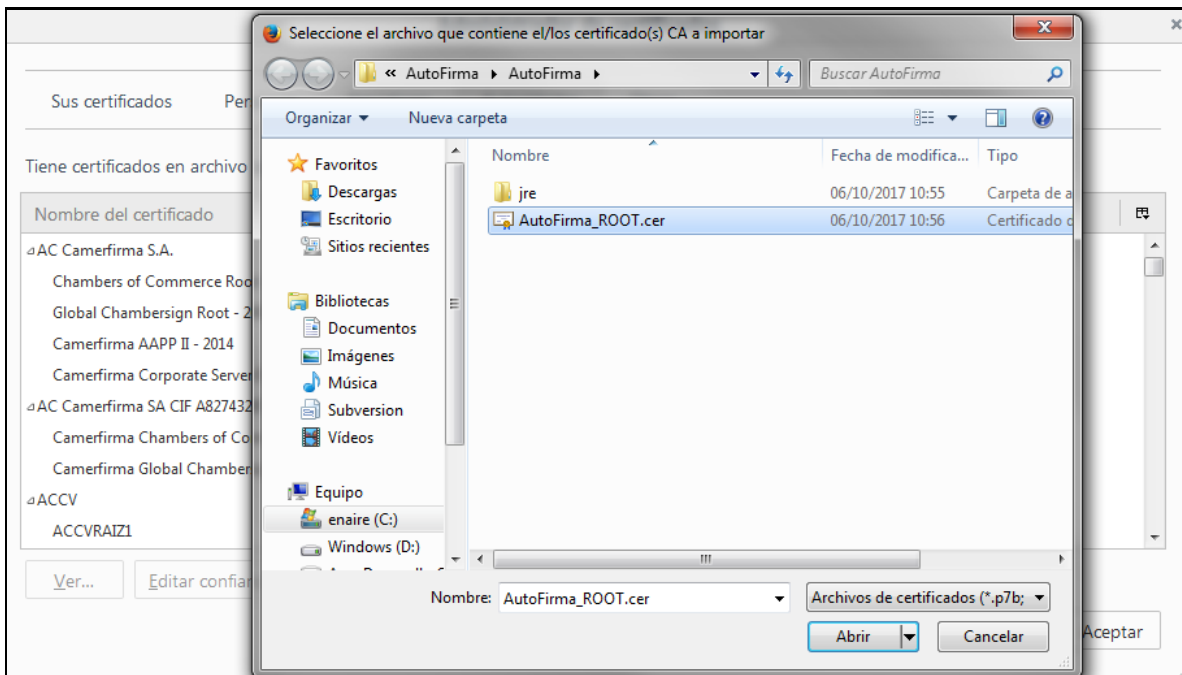 Seleccione el archivo que contiene el/los certificado(s) CA a importar
« AutoFirma AutoFirma
Buscar AutoFirma
Sus certificados
Organizar
Nueva carpeta
Tiene certificados en archivo
Nombre del certificado
AC Camerfirma S.A.
Chambers of Commerce Roo
Global Chambersign Root - 2
Camerfirma AAPP II - 2014
Camerfirma Corporate Server
AC Camerfirma SA CIF A827432
Camerfirma Chambers of Co
Camerfirma Global Chamber
ACCV
ACCVRAIZ1
Ver...
Editar confiar
Favoritos
Descargas
Escritorio
Sitios recientes
Bibliotecas
Documentos
Imágenes
Música
Subversion
Vídeos
Equipo
enaire (C:)
Windows (D:)
Nombre Fecha de modifica... Tipo
jre 06/10/2017 10:55 Carpeta de a
AutoFirma_ROOT.cer 06/10/2017 10:56 Certificado d
Nombre: AutoFirma_ROOT.cer
Archivos de certificados (*.p7b;
Abrir
Cancelar
Aceptar